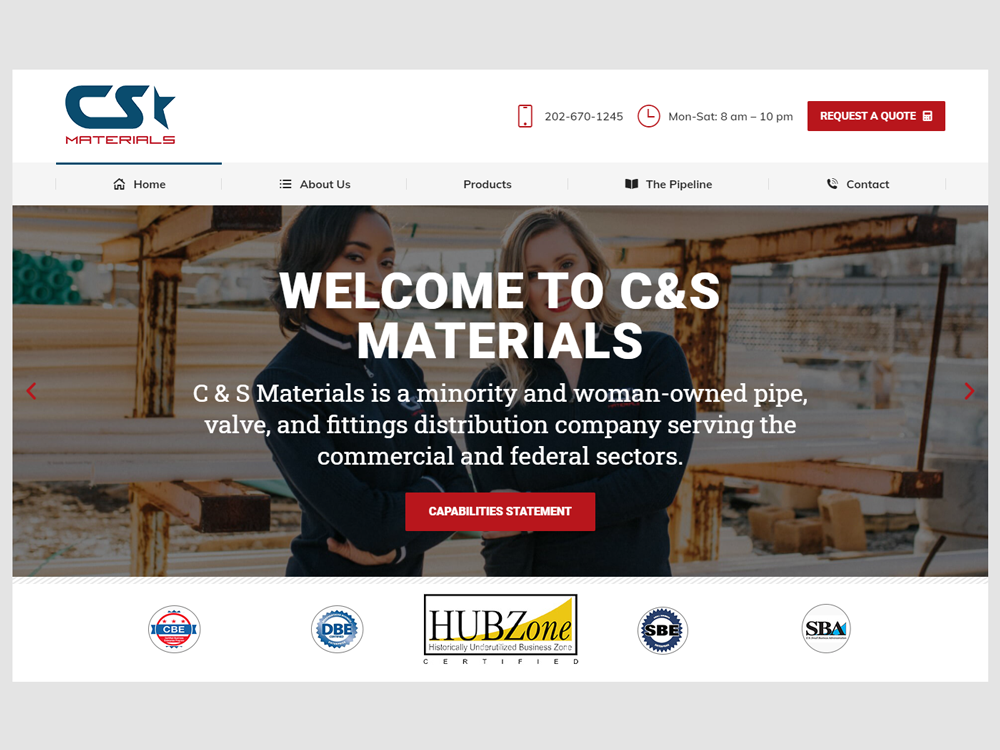 CS
MATERIALS
202-670-1245
Mon-Sat: 8 am – 10 pm
REQUEST A QUOTE
Home
About Us
Products
The Pipeline
Contact
WELCOME TO C&S
MATERIALS
C & S Materials is a minority and woman-owned pipe,
valve, and fittings distribution company serving the
commercial and federal sectors.
CAPABILITIES STATEMENT
CBE
DBE
HUBZone
Historically Underutilized Business Zone
C E R T I F I E D
SBE
SBA